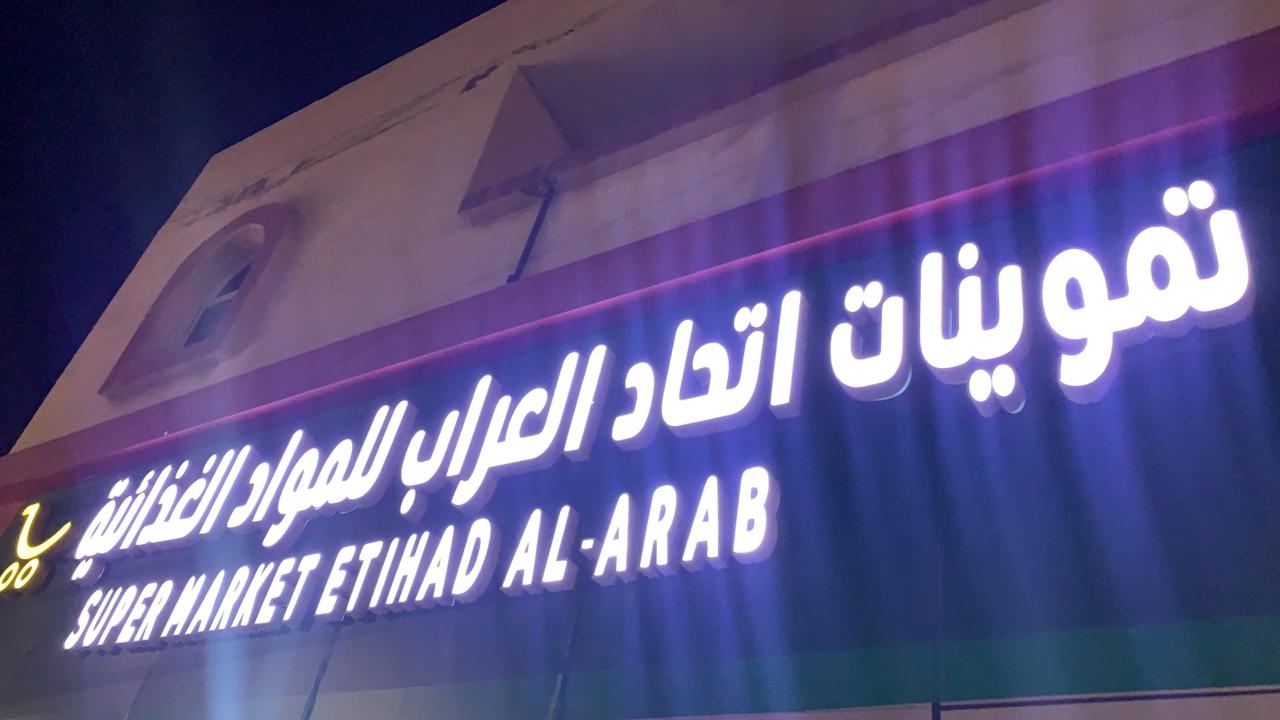 تموينات اتحاد العراب للمواد الغذائية
SUPER MARKET ETIHAD AL-ARAB